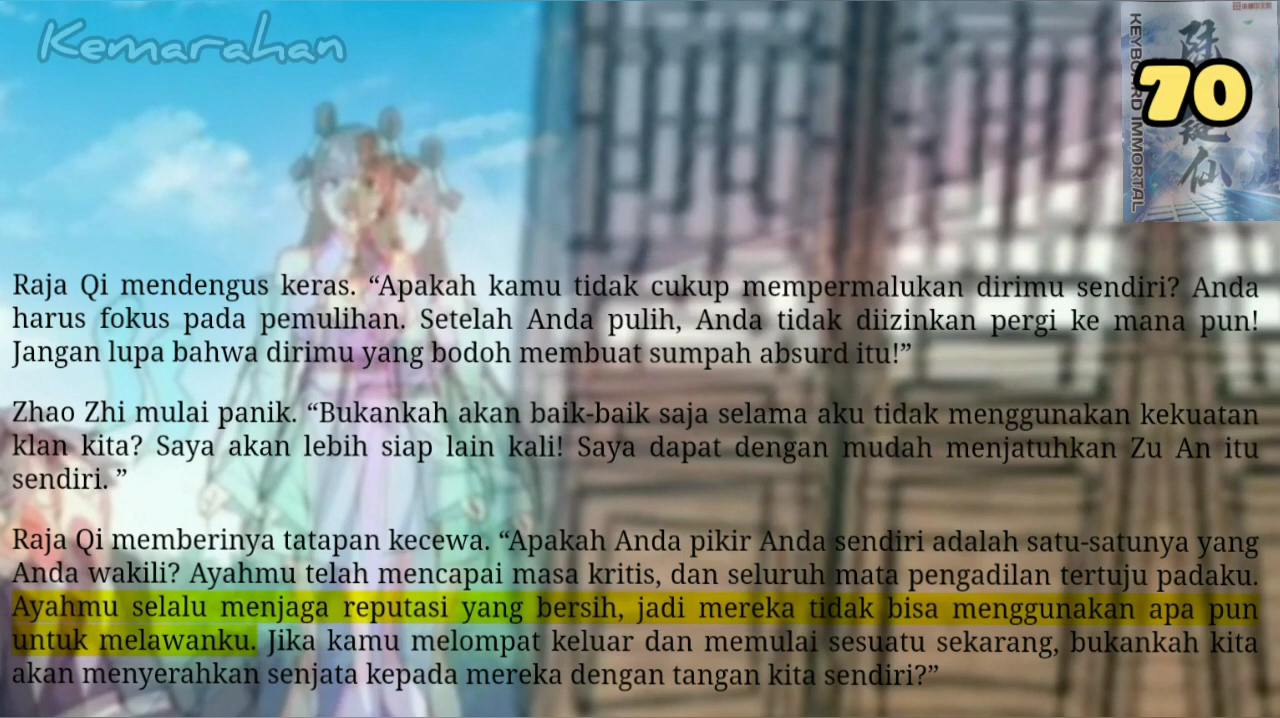 Kemarahan
KEYBOARD IMMORTAL
70
仙
Raja Qi mendengus keras. “Apakah kamu tidak cukup mempermalukan dirimu sendiri? Anda
harus fokus pada pemulihan. Setelah Anda pulih, Anda tidak diizinkan pergi ke mana pun!
Jangan lupa bahwa dirimu yang bodoh membuat sumpah absurd itu!”
Zhao Zhi mulai panik. “Bukankah akan baik-baik saja selama aku tidak menggunakan kekuatan
klan kita? Saya akan lebih siap lain kali! Saya dapat dengan mudah menjatuhkan Zu An itu
sendiri. ”
Raja Qi memberinya tatapan kecewa. “Apakah Anda pikir Anda sendiri adalah satu-satunya yang
Anda wakili? Ayahmu telah mencapai masa kritis, dan seluruh mata pengadilan tertuju padaku.
Ayahmu selalu menjaga reputasi yang bersih, jadi mereka tidak bisa menggunakan apa pun
untuk melawanku. Jika kamu melompat keluar dan memulai sesuatu sekarang, bukankah kita
akan menyerahkan senjata kepada mereka dengan tangan kita sendiri?”